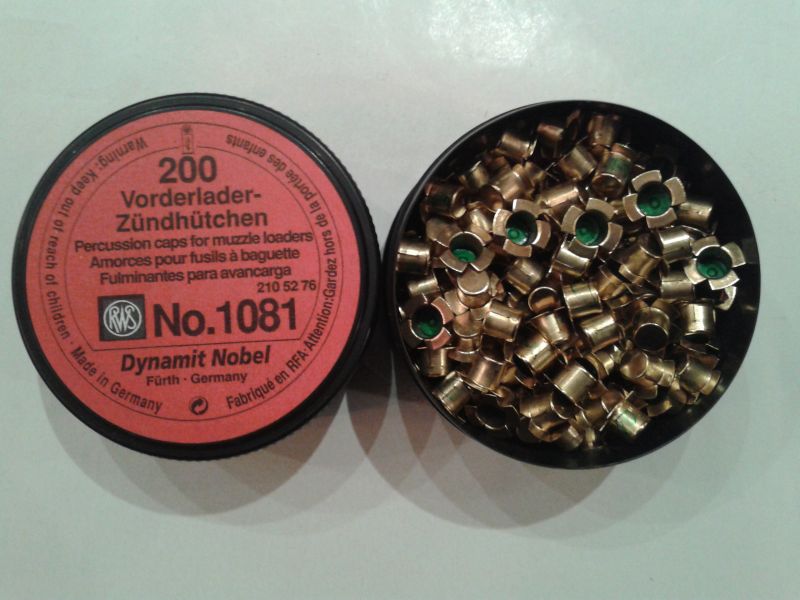 200
Vorderlader-
Zündhütchen
Percussion caps for muzzle loaders
Amorces pour fusils à baguette
Fulminantes para avancarga
210 52 76
RWS
No.1081
Dynamit Nobel
Fürth · Germany
Warning: Keep out of reach of children · Made in Germany
Fabriqué en RFA · Attention: Gardez hors de la portée des enfants